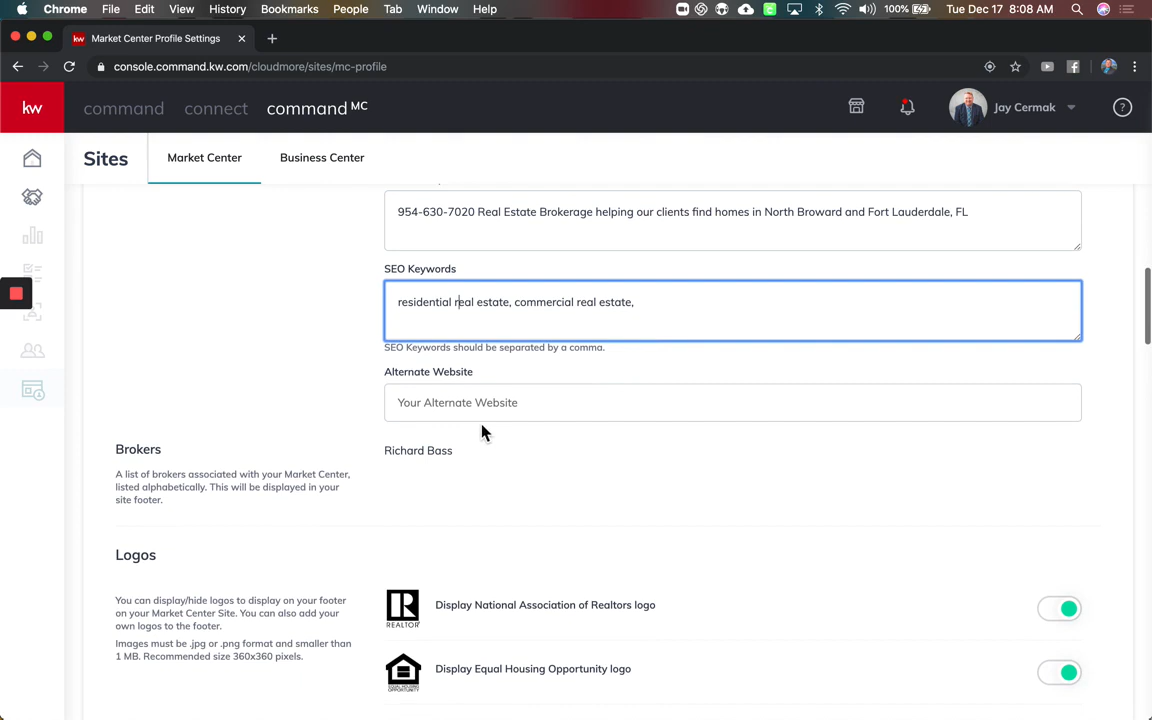 Chrome File Edit View History Bookmarks People Tab Window Help 100% Tue Dec 17 8:08 AM
kw Market Center Profile Settings
console.command.kw.com/cloudmore/sites/mc-profile
kw command connect command MC Jay Cermak
Sites Market Center Business Center
954-630-7020 Real Estate Brokerage helping our clients find homes in North Broward and Fort Lauderdale, FL
SEO Keywords
residential real estate, commercial real estate,
SEO Keywords should be separated by a comma.
Alternate Website
Your Alternate Website
Brokers
Richard Bass
A list of brokers associated with your Market Center,
listed alphabetically. This will be displayed in your
site footer.
Logos
You can display/hide logos to display on your footer
on your Market Center Site. You can also add your
own logos to the footer.
Images must be .jpg or .png format and smaller than
1 MB. Recommended size 360x360 pixels.
REALTOR Display National Association of Realtors logo
EQUAL HOUSING OPPORTUNITY Display Equal Housing Opportunity logo